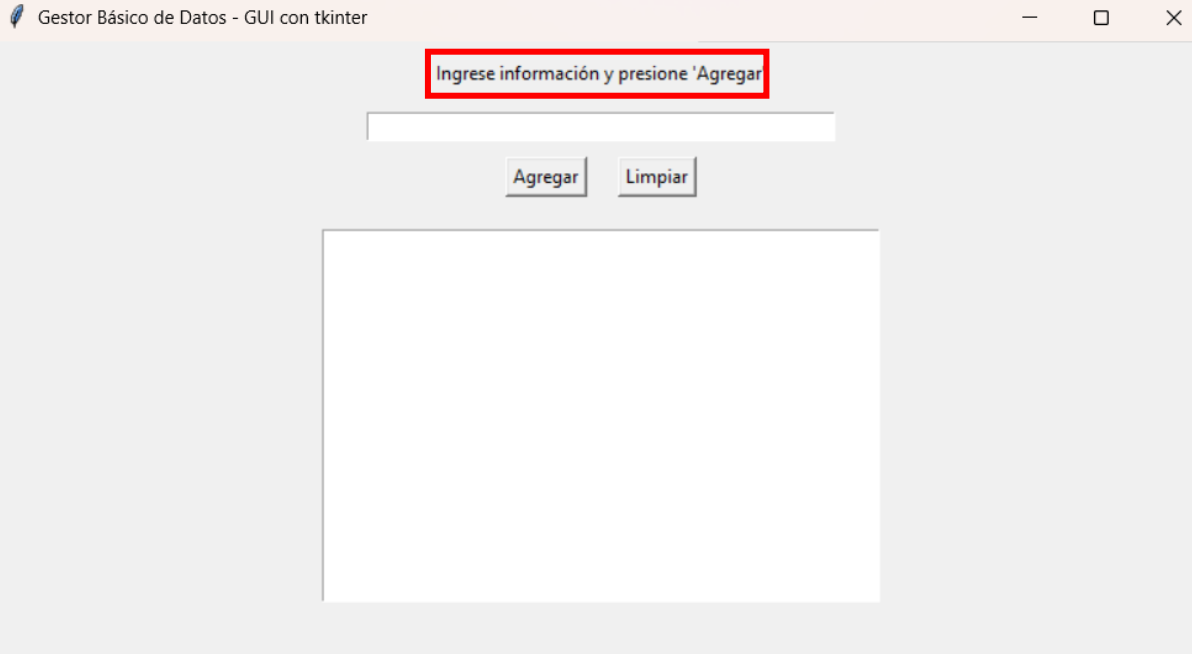 Gestor Básico de Datos - GUI con tkinter
Ingrese información y presione 'Agregar'
Agregar Limpiar